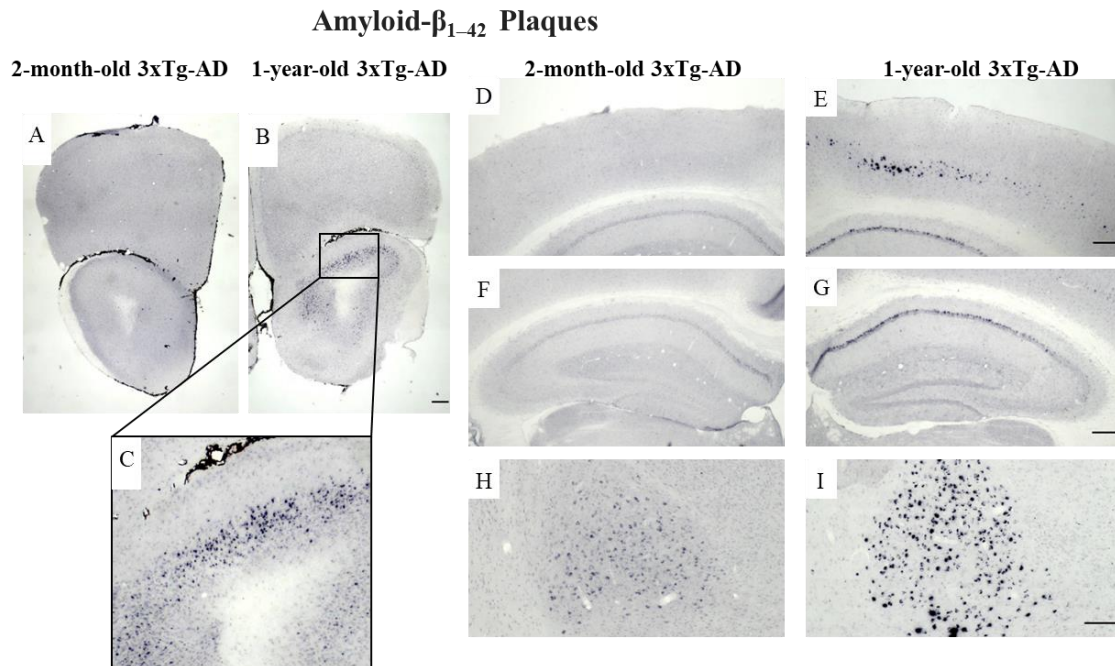 Amyloid-β1–42 Plaques
2-month-old 3xTg-AD
1-year-old 3xTg-AD
2-month-old 3xTg-AD
1-year-old 3xTg-AD
A
B
C
D
E
F
G
H
I